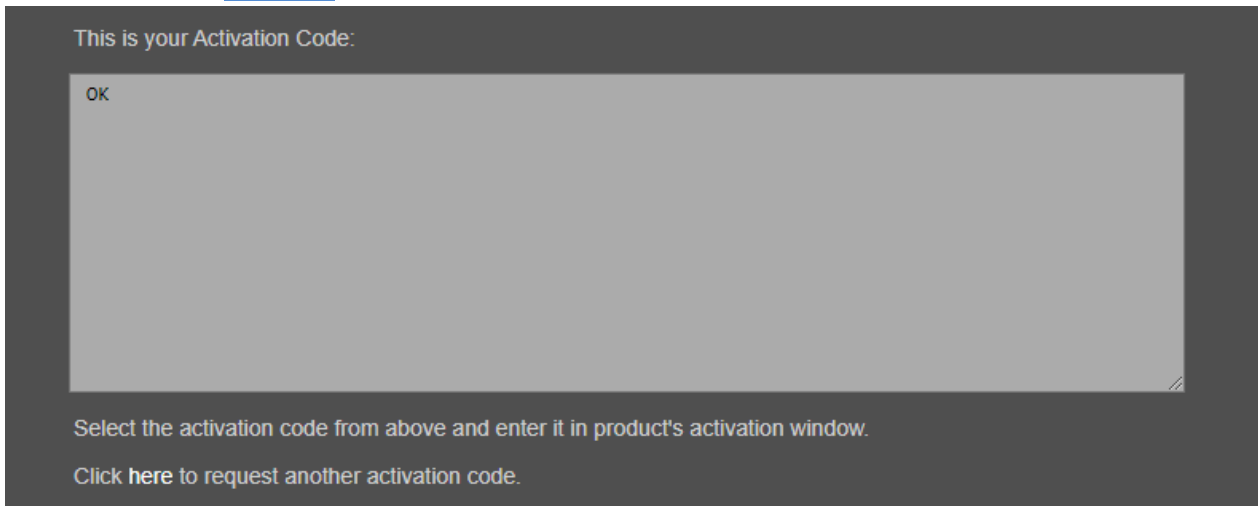 This is your Activation Code:
OK
Select the activation code from above and enter it in product's activation window.
Click here to request another activation code.